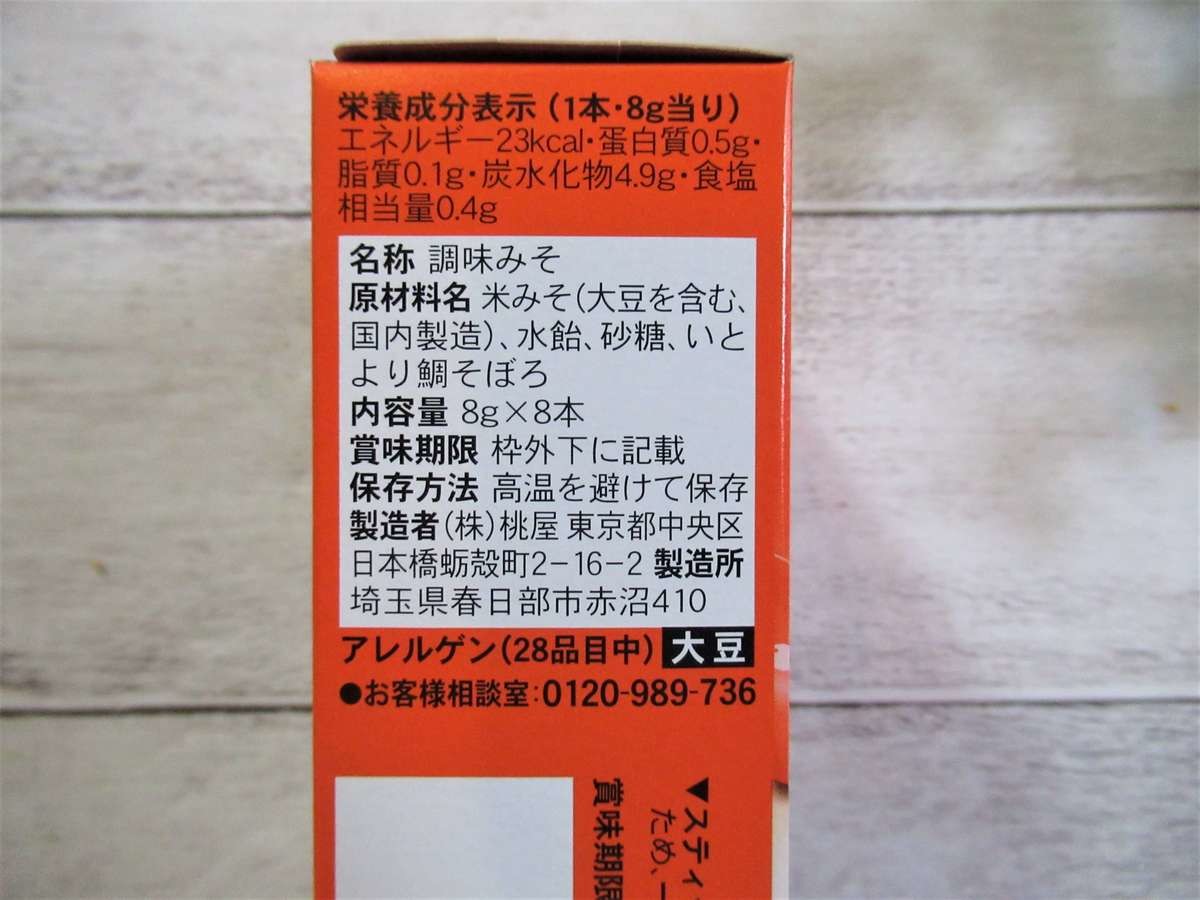 栄養成分表示(1本・8g当り)
エネルギー23kcal・蛋白質0.5g・
脂質0.1g・炭水化物4.9g・食塩
相当量0.4g
名称 調味みそ
原材料名 米みそ(大豆を含む、
国内製造)、水飴、砂糖、いと
より鯛そぼろ
内容量 8g×8本
賞味期限 枠外下に記載
保存方法 高温を避けて保存
製造者(株)桃屋 東京都中央区
日本橋蛎殻町2-16-2 製造所
埼玉県春日部市赤沼410
アレルゲン(28品目中) 大豆
●お客様相談室:0120-989-736
▼スティ
ため、一
賞味期限